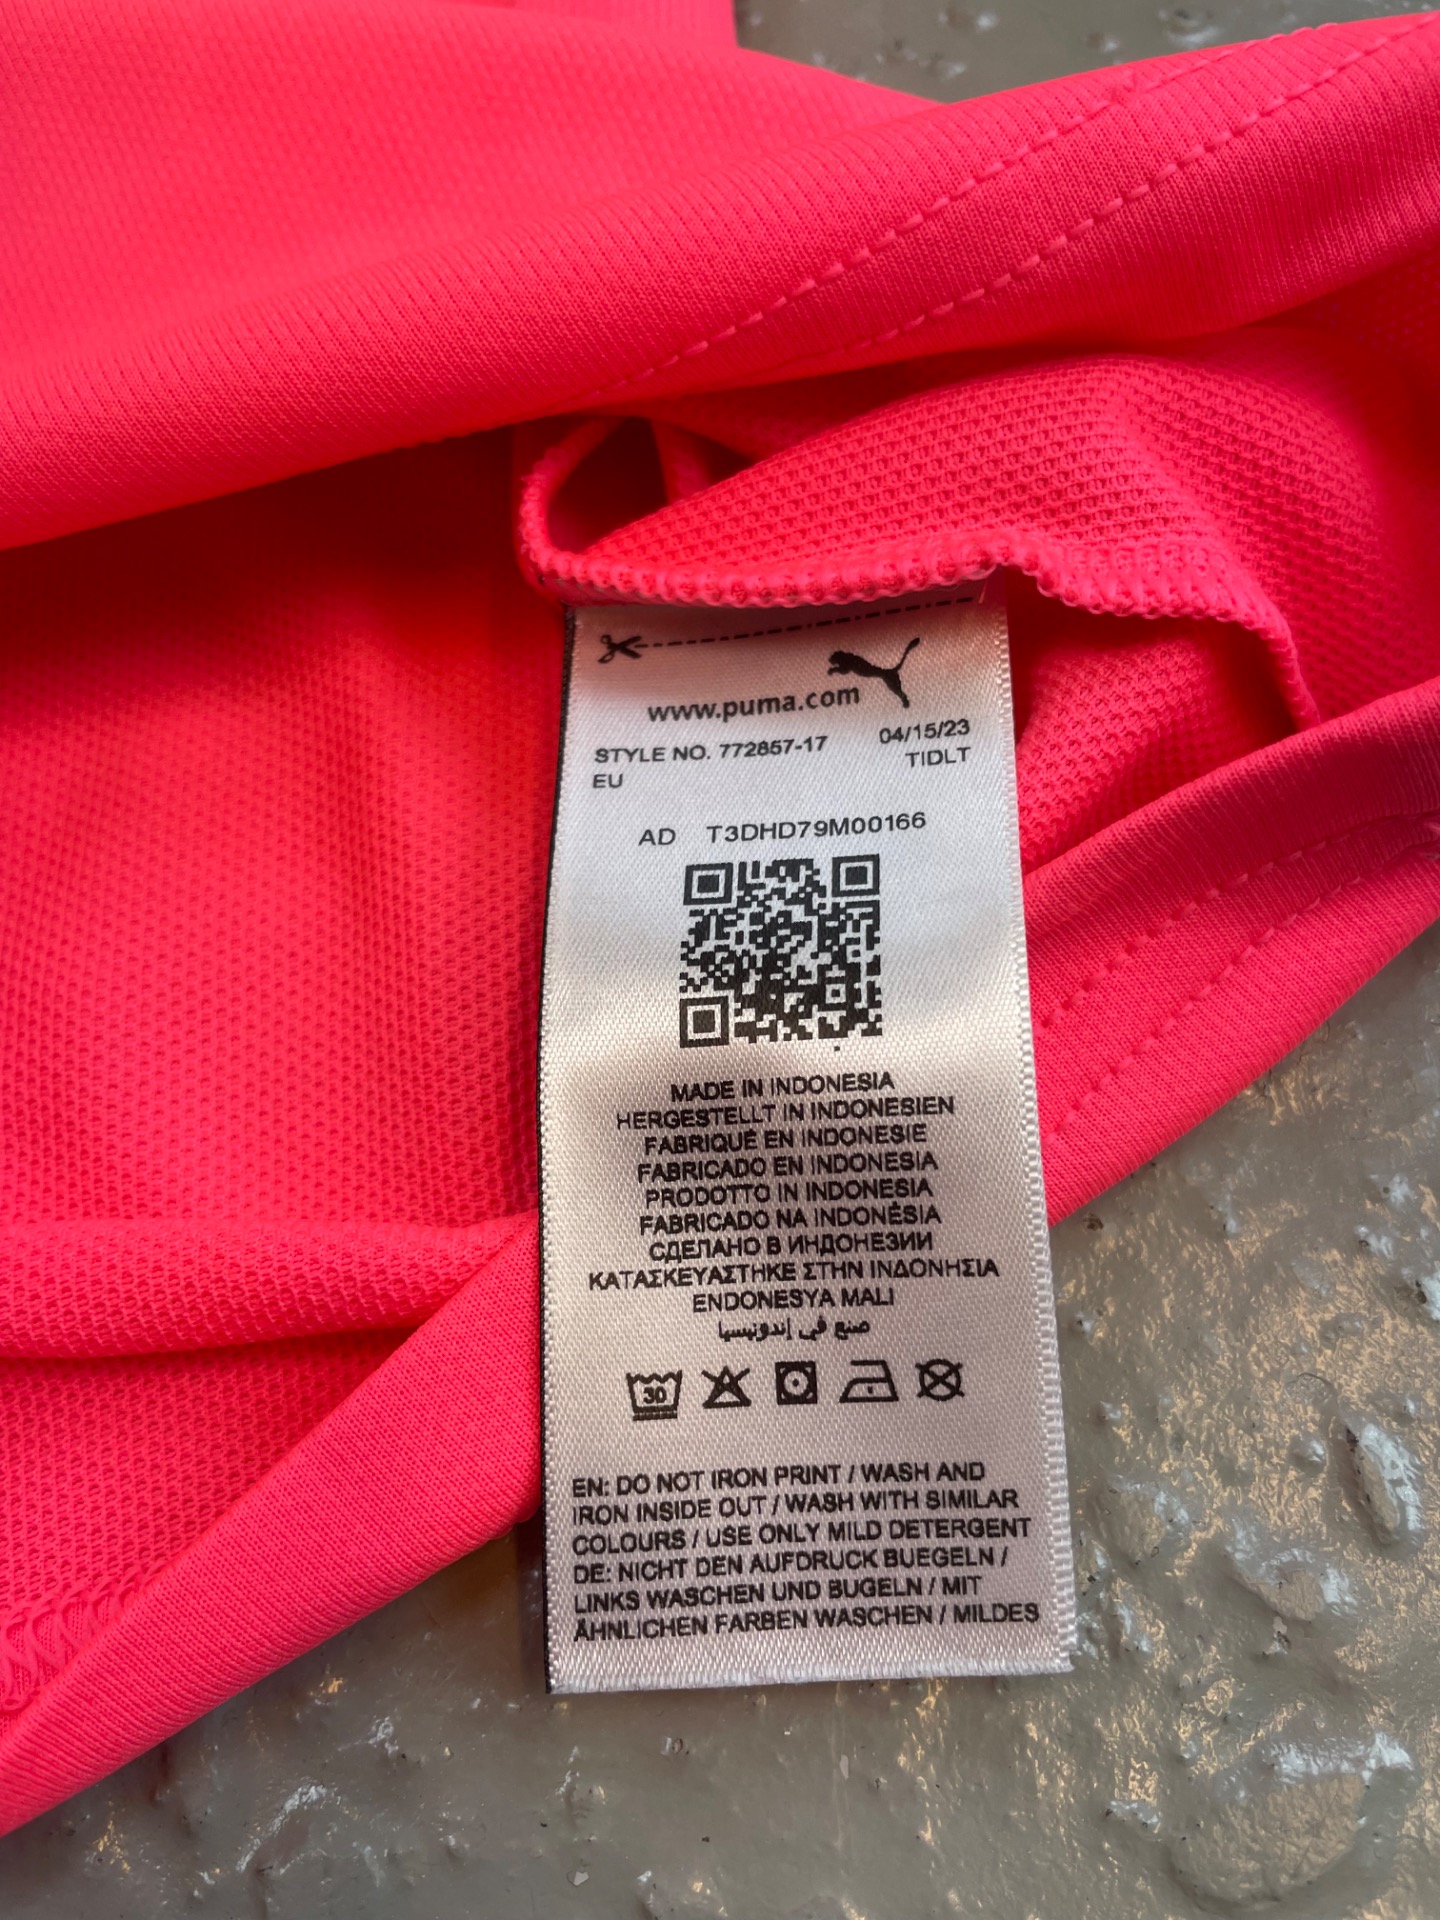 www.puma.com
STYLE NO. 772857-17 04/15/23
EU TIDLT
AD T3DHD79M00166
MADE IN INDONESIA
HERGESTELLT IN INDONESIEN
FABRIQUÉ EN INDONESIE
FABRICADO EN INDONESIA
PRODOTTO IN INDONESIA
FABRICADO NA INDONÉSIA
СДЕЛАНО В ИНДОНЕЗИИ
ΚΑΤΑΣΚΕΥΑΣΤΗΚΕ ΣΤΗΝ ΙΝΔΟΝΗΣΙΑ
ENDONESYA MALI
صنع في إندونيسيا
30
EN: DO NOT IRON PRINT / WASH AND
IRON INSIDE OUT / WASH WITH SIMILAR
COLOURS / USE ONLY MILD DETERGENT
DE: NICHT DEN AUFDRUCK BUEGELN /
LINKS WASCHEN UND BUGELN / MIT
ÄHNLICHEN FARBEN WASCHEN / MILDES